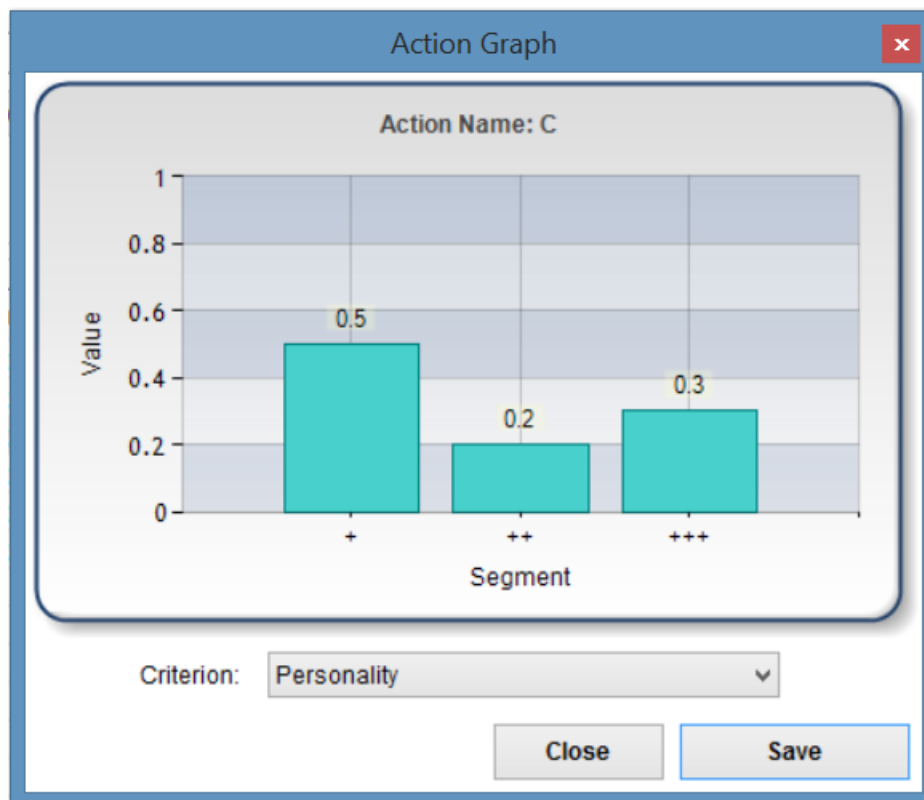 Action Graph
x
Action Name: C
1
0.8
0.6
0.4
0.2
0
Value
0.5
0.2
0.3
+
++
+++
Segment
Criterion:
Personality
Close
Save